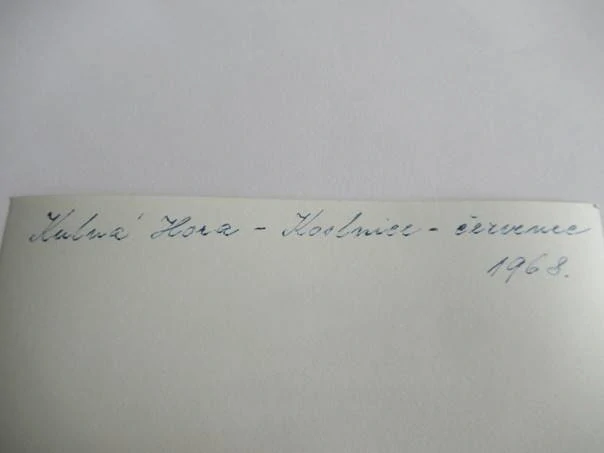 Kutná Hora - Kostnice - červenec
1968.